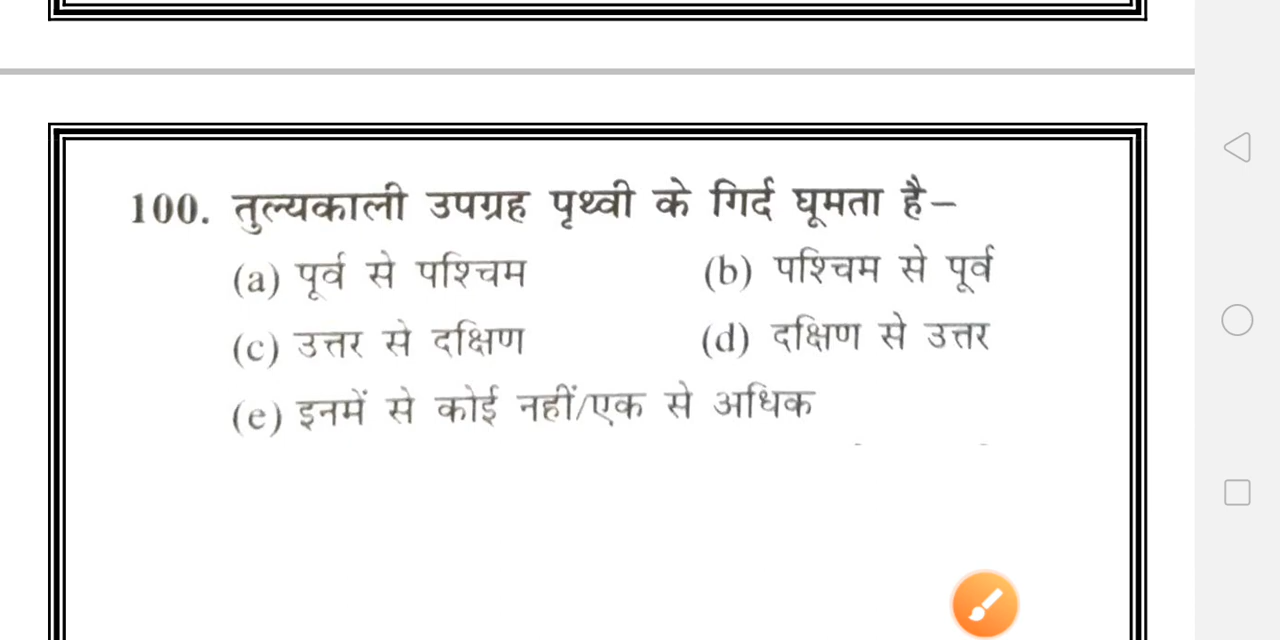 100. तुल्यकाली उपग्रह पृथ्वी के गिर्द घूमता है–
(a) पूर्व से पश्चिम (b) पश्चिम से पूर्व
(c) उत्तर से दक्षिण (d) दक्षिण से उत्तर
(e) इनमें से कोई नहीं/एक से अधिक